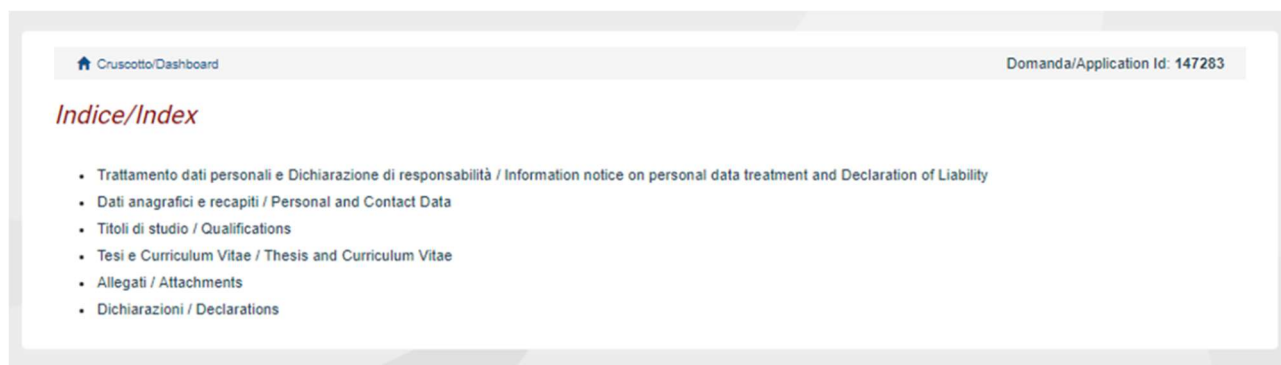 Cruscotto/Dashboard
Domanda/Application Id: 147283
Indice/Index
Trattamento dati personali e Dichiarazione di responsabilità / Information notice on personal data treatment and Declaration of Liability
Dati anagrafici e recapiti / Personal and Contact Data
Titoli di studio / Qualifications
Tesi e Curriculum Vitae / Thesis and Curriculum Vitae
Allegati / Attachments
Dichiarazioni / Declarations